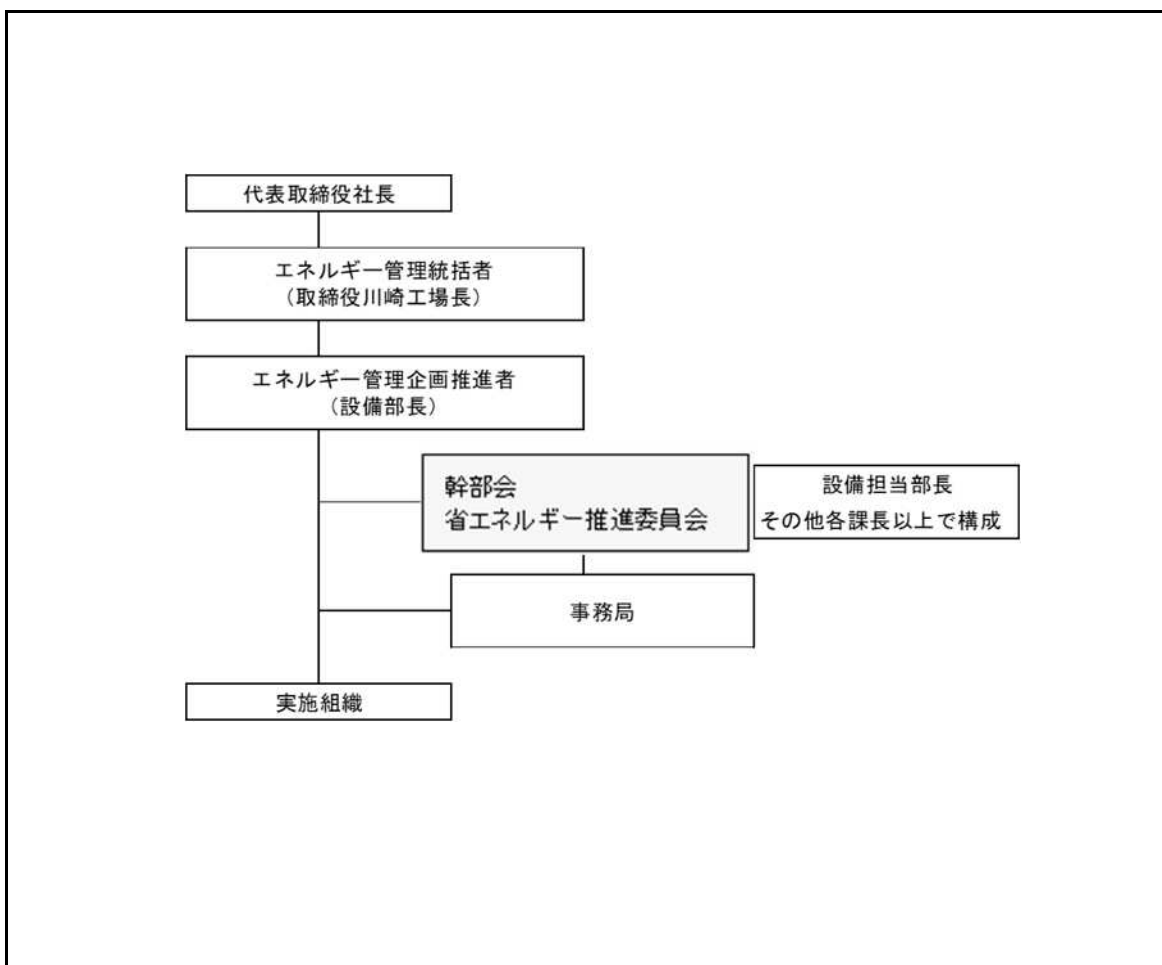 代表取締役社長
エネルギー管理統括者
（取締役川崎工場長）
エネルギー管理企画推進者
（設備部長）
幹部会
省エネルギー推進委員会
設備担当部長
その他各課長以上で構成
事務局
実施組織